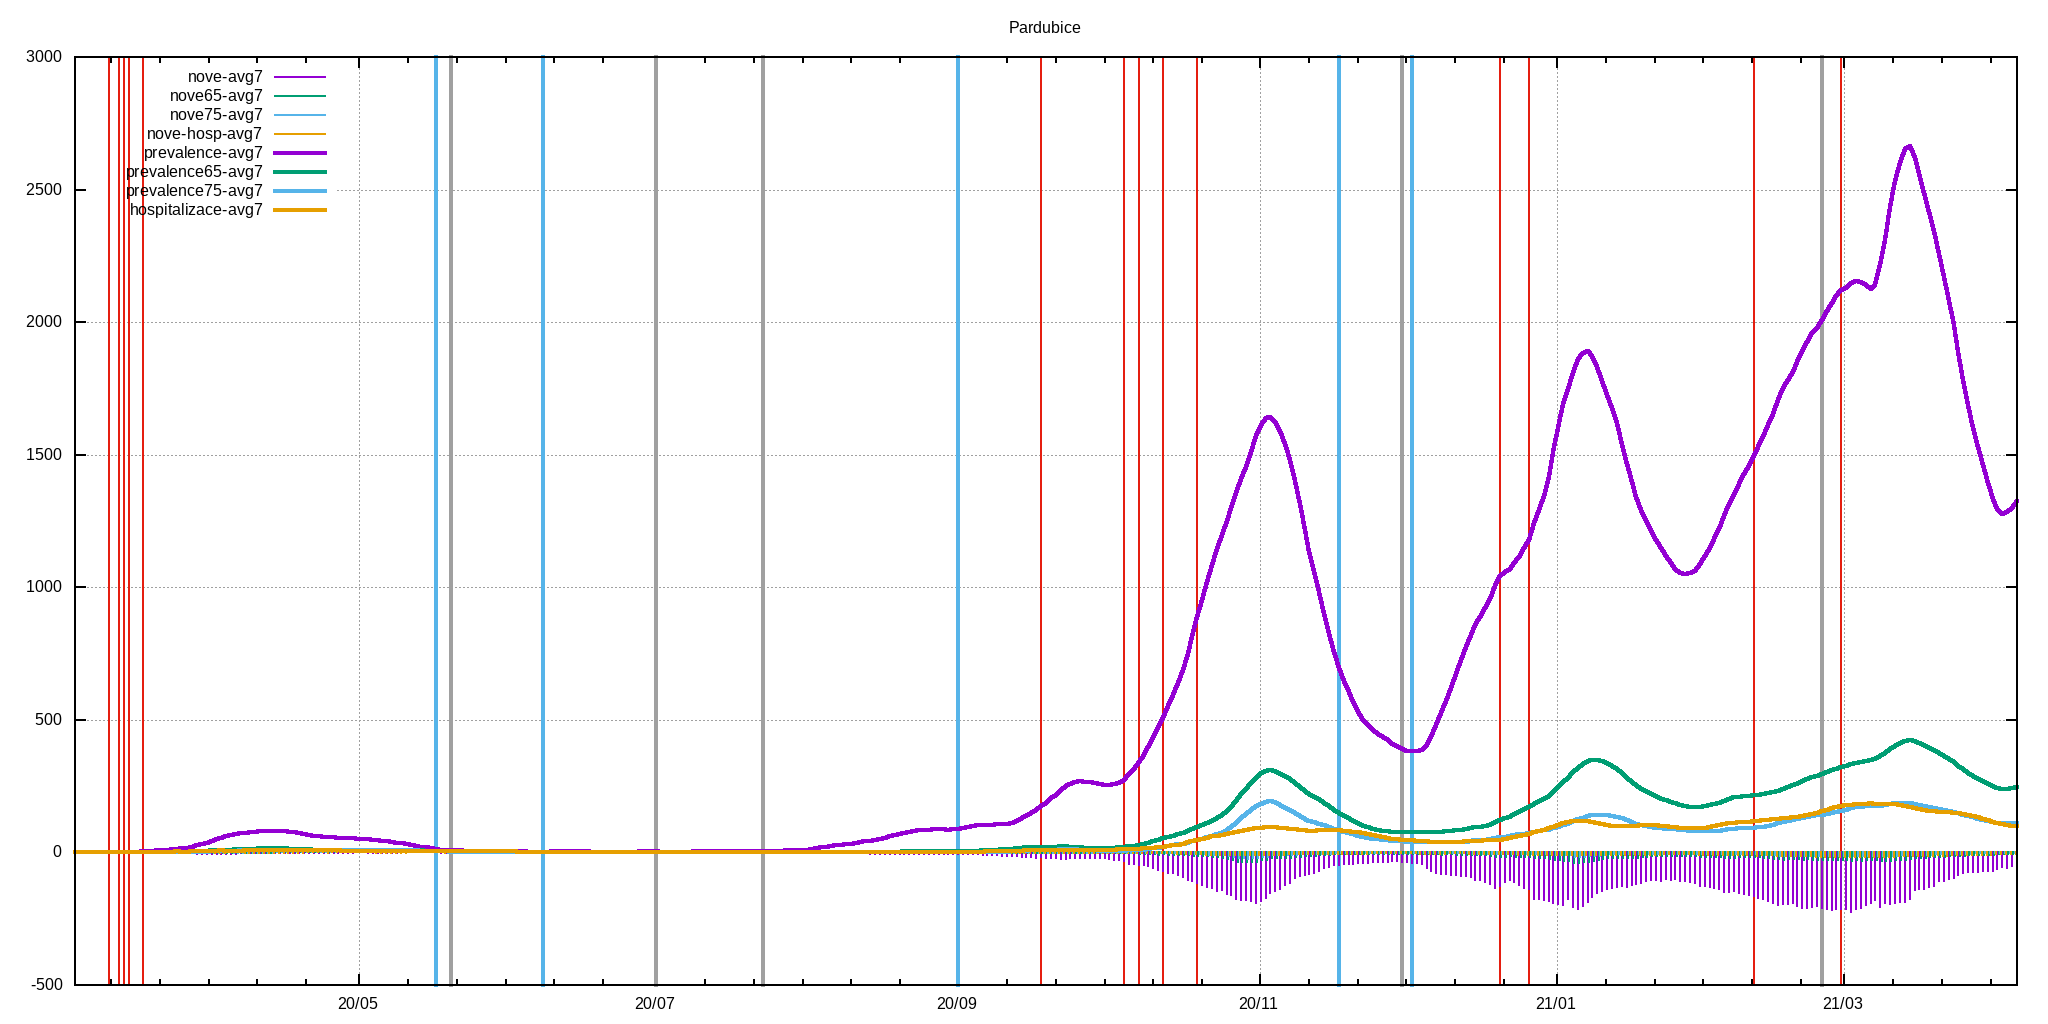 Pardubice
3000
2500
2000
1500
1000
500
0
-500
nove-avg7
nove65-avg7
nove75-avg7
nove-hosp-avg7
prevalence-avg7
prevalence65-avg7
prevalence75-avg7
hospitalizace-avg7
20/05 20/07 20/09 20/11 21/01 21/03